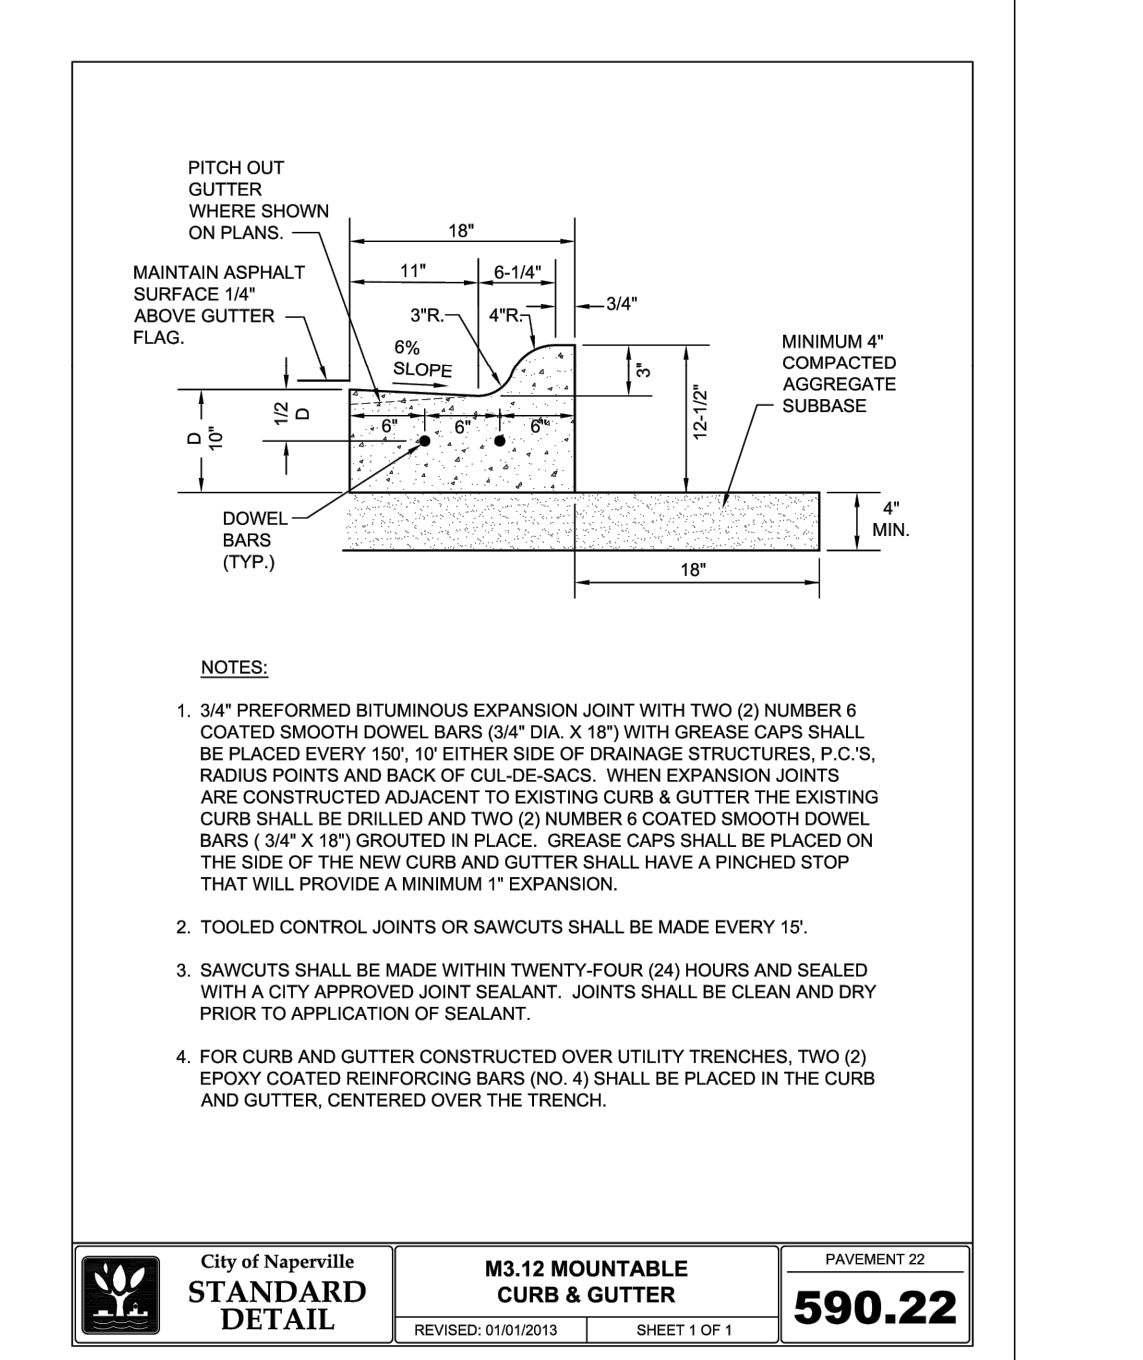 PITCH OUT
GUTTER
WHERE SHOWN
ON PLANS.
18"
MAINTAIN ASPHALT
SURFACE 1/4"
ABOVE GUTTER
FLAG.
11"
6-1/4"
3/4"
3"R.
4"R.
6%
SLOPE
3"
12-1/2"
MINIMUM 4"
COMPACTED
AGGREGATE
SUBBASE
1/2
D
D
10"
6"
6"
6"
DOWEL
BARS
(TYP.)
4"
MIN.
18"
NOTES:
1. 3/4" PREFORMED BITUMINOUS EXPANSION JOINT WITH TWO (2) NUMBER 6
COATED SMOOTH DOWEL BARS (3/4" DIA. X 18") WITH GREASE CAPS SHALL
BE PLACED EVERY 150', 10' EITHER SIDE OF DRAINAGE STRUCTURES, P.C.'S,
RADIUS POINTS AND BACK OF CUL-DE-SACS. WHEN EXPANSION JOINTS
ARE CONSTRUCTED ADJACENT TO EXISTING CURB & GUTTER THE EXISTING
CURB SHALL BE DRILLED AND TWO (2) NUMBER 6 COATED SMOOTH DOWEL
BARS ( 3/4" X 18") GROUTED IN PLACE. GREASE CAPS SHALL BE PLACED ON
THE SIDE OF THE NEW CURB AND GUTTER SHALL HAVE A PINCHED STOP
THAT WILL PROVIDE A MINIMUM 1" EXPANSION.
2. TOOLED CONTROL JOINTS OR SAWCUTS SHALL BE MADE EVERY 15'.
3. SAWCUTS SHALL BE MADE WITHIN TWENTY-FOUR (24) HOURS AND SEALED
WITH A CITY APPROVED JOINT SEALANT. JOINTS SHALL BE CLEAN AND DRY
PRIOR TO APPLICATION OF SEALANT.
4. FOR CURB AND GUTTER CONSTRUCTED OVER UTILITY TRENCHES, TWO (2)
EPOXY COATED REINFORCING BARS (NO. 4) SHALL BE PLACED IN THE CURB
AND GUTTER, CENTERED OVER THE TRENCH.
City of Naperville
STANDARD
DETAIL
M3.12 MOUNTABLE
CURB & GUTTER
REVISED: 01/01/2013
SHEET 1 OF 1
PAVEMENT 22
590.22